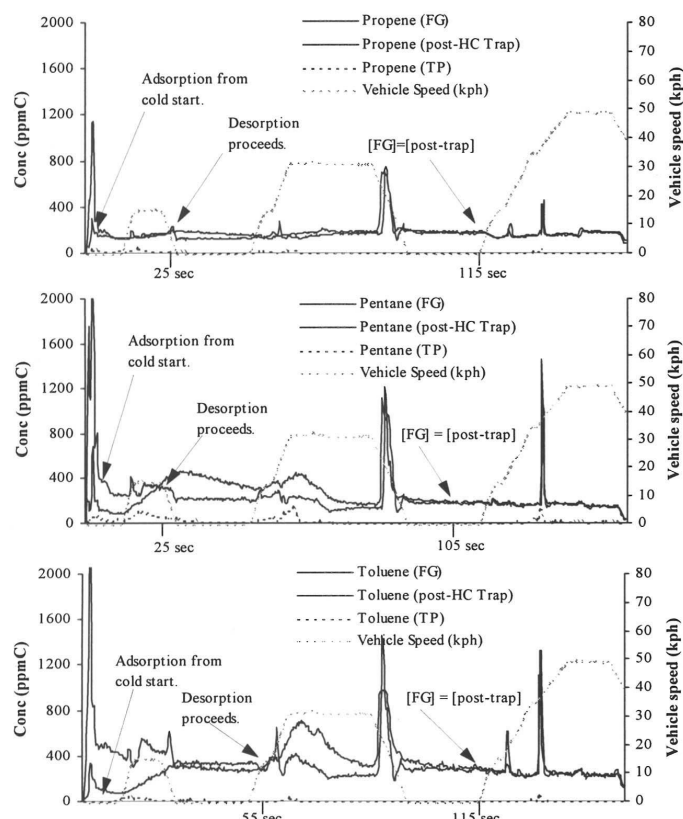 2000
1600
1200
800
400
0
Conc (ppmC)
Propene (FG)
Propene (post-HC Trap)
Propene (TP)
Vehicle Speed (kph)
Adsorption from
cold start.
Desorption
proceeds.
[FG]=[post-trap]
80
70
60
50
40
30
20
10
0
Vehicle speed (kph)
25 sec
115 sec
2000
1600
1200
800
400
0
Conc (ppmC)
Pentane (FG)
Pentane (post-HC Trap)
Pentane (TP)
Vehicle Speed (kph)
Adsorption from
cold start.
Desorption
proceeds.
[FG] = [post-trap]
80
70
60
50
40
30
20
10
0
Vehicle speed (kph)
25 sec
105 sec
2000
1600
1200
800
400
0
Conc (ppmC)
Toluene (FG)
Toluene (post-HC Trap)
Toluene (TP)
Vehicle Speed (kph)
Adsorption from
cold start.
Desorption
proceeds.
[FG] = [post-trap]
80
70
60
50
40
30
20
10
0
Vehicle speed (kph)
55 sec
115 sec